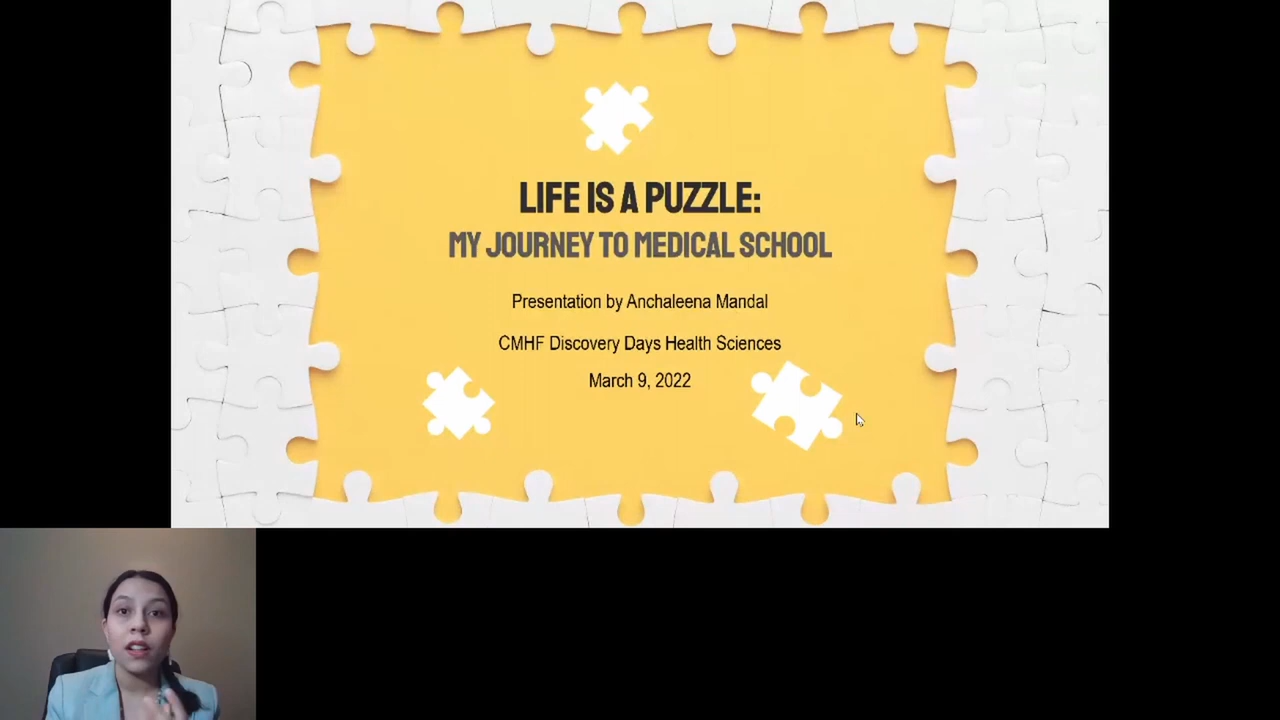 LIFE IS A PUZZLE:
MY JOURNEY TO MEDICAL SCHOOL
Presentation by Anchaleena Mandal
CMHF Discovery Days Health Sciences
March 9, 2022